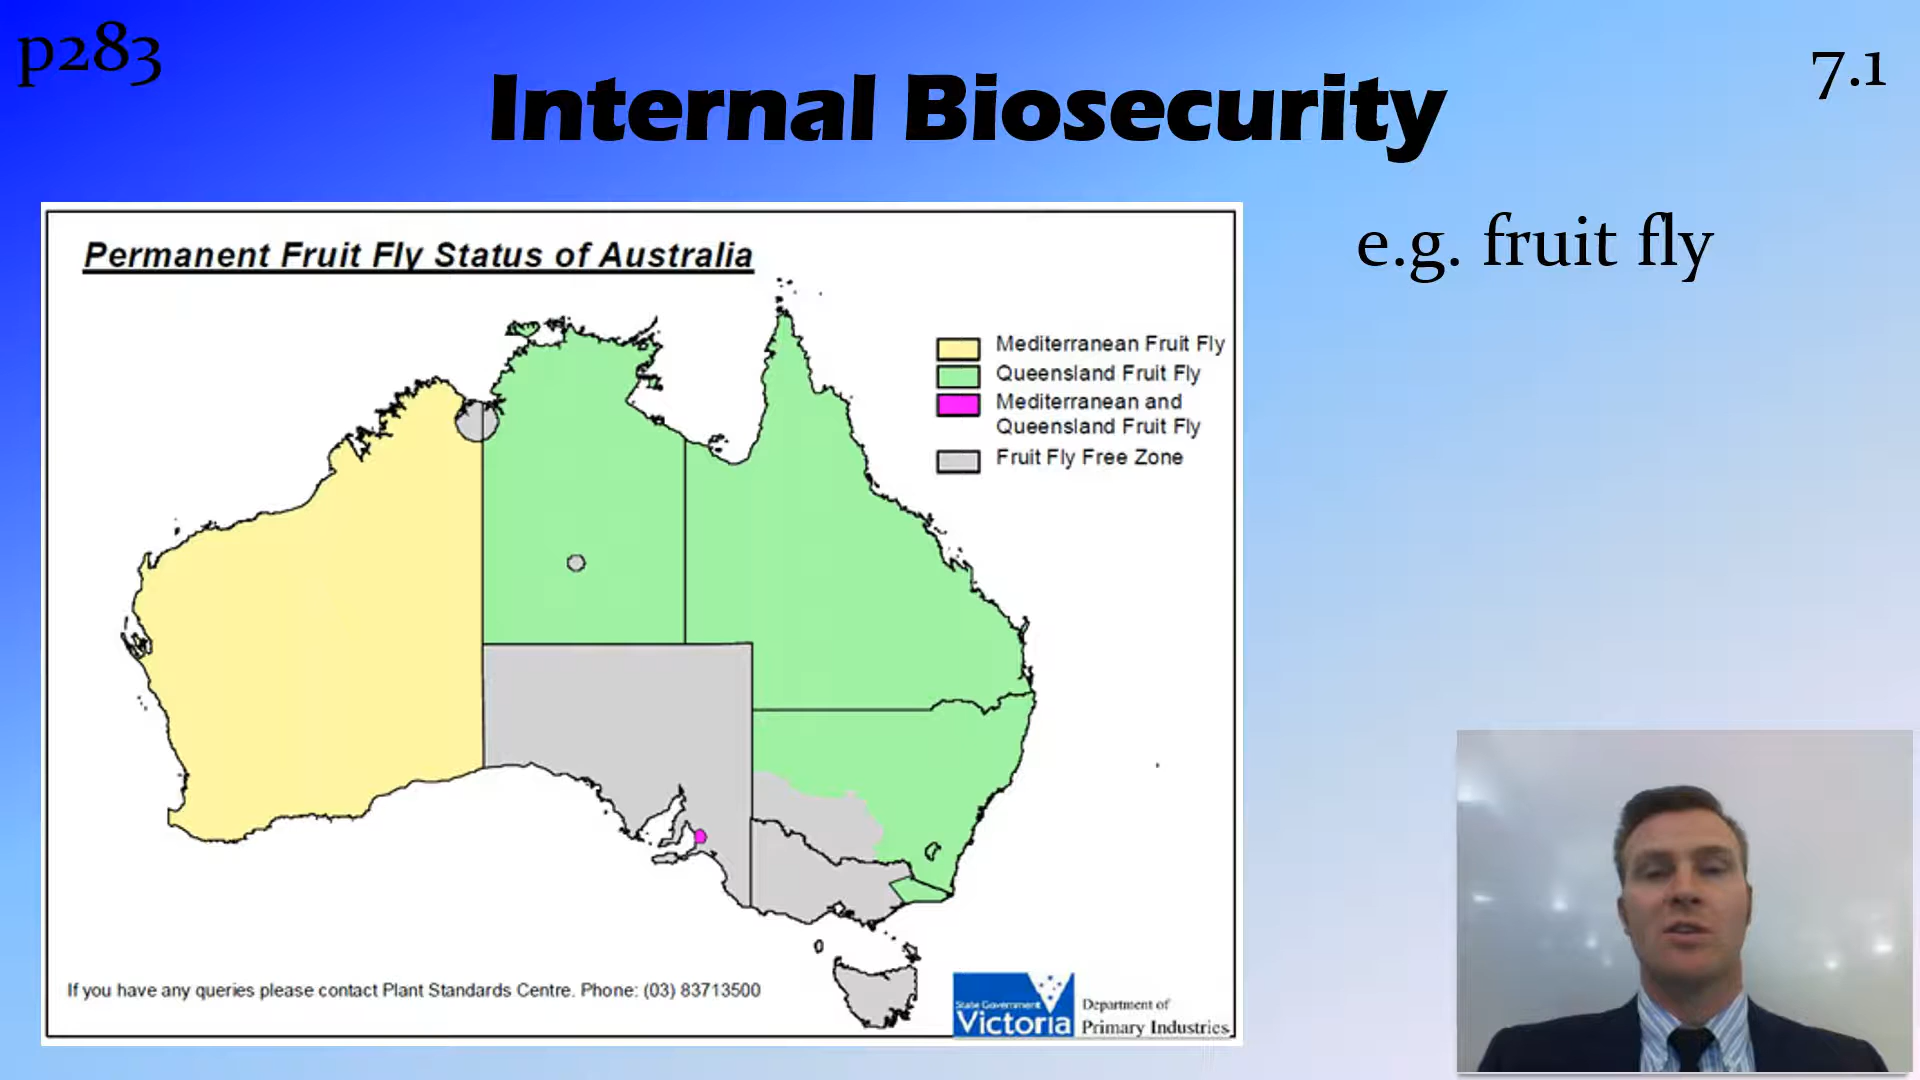 p283
7.1
Internal Biosecurity
e.g. fruit fly
Permanent Fruit Fly Status of Australia
Mediterranean Fruit Fly
Queensland Fruit Fly
Mediterranean and
Queensland Fruit Fly
Fruit Fly Free Zone
If you have any queries please contact Plant Standards Centre. Phone: (03) 83713500
State Government
Victoria
Department of
Primary Industries